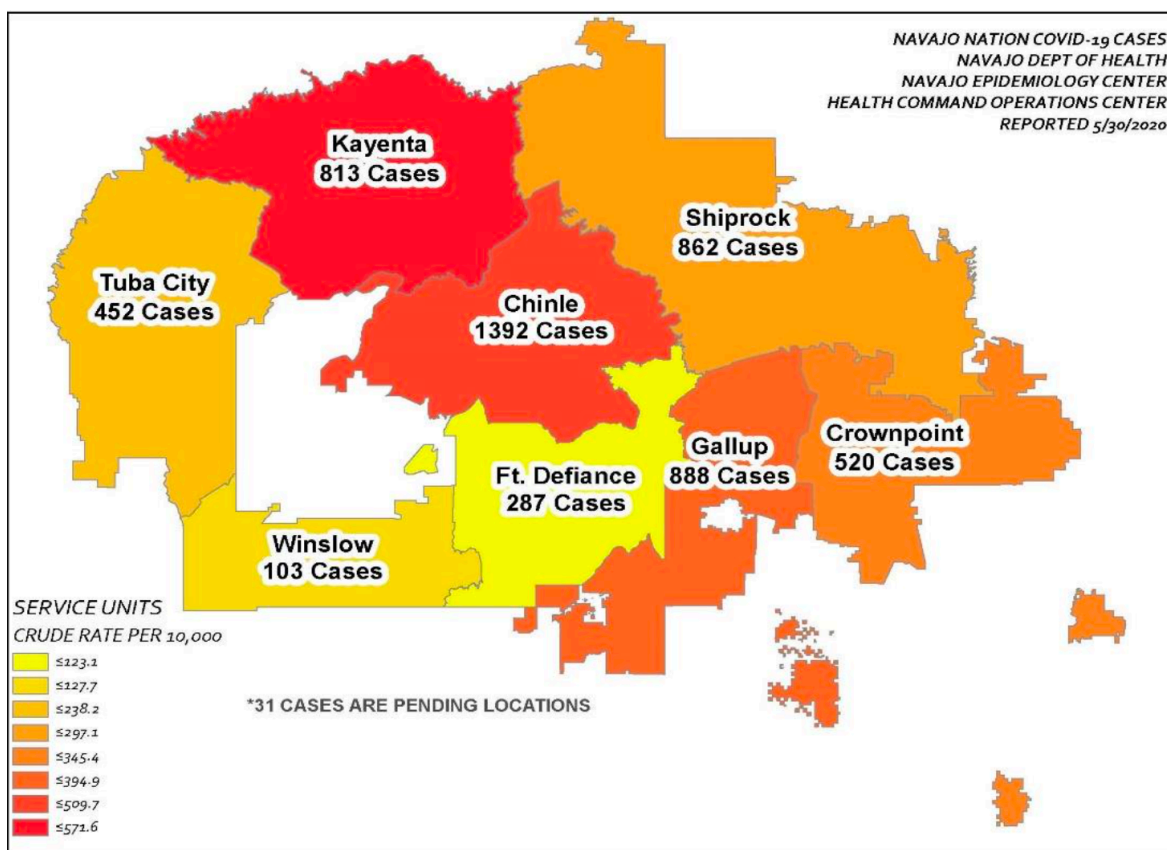 NAVAJO NATION COVID-19 CASES
NAVAJO DEPT OF HEALTH
NAVAJO EPIDEMIOLOGY CENTER
HEALTH COMMAND OPERATIONS CENTER
REPORTED 5/30/2020
Kayenta
813 Cases
Shiprock
862 Cases
Tuba City
452 Cases
Chinle
1392 Cases
Gallup
888 Cases
Crownpoint
520 Cases
Ft. Defiance
287 Cases
Winslow
103 Cases
SERVICE UNITS
CRUDE RATE PER 10,000
≤123.1
≤127.7
≤238.2
≤297.1
≤345.4
≤394.9
≤509.7
≤571.6
*31 CASES ARE PENDING LOCATIONS